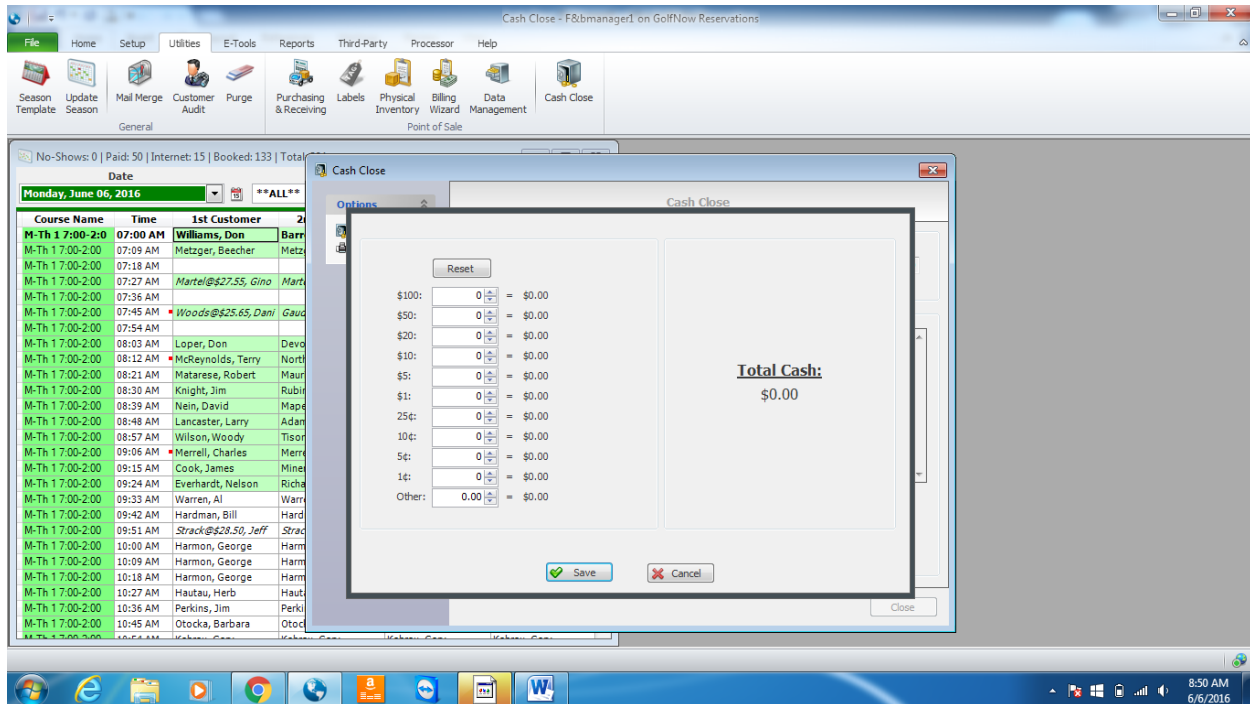 Cash Close - F&bmanager1 on GolfNow Reservations
File Home Setup Utilities E-Tools Reports Third-Party Processor Help
Season Template Update Season Mail Merge Customer Audit Purge Purchasing & Receiving Labels Physical Inventory Billing Wizard Data Management Cash Close
General Point of Sale
No-Shows: 0 | Paid: 50 | Internet: 15 | Booked: 133 | Total
Date
Monday, June 06, 2016 **ALL**
Course Name Time 1st Customer
M-Th 1 7:00-2:0 07:00 AM Williams, Don
M-Th 1 7:00-2:00 07:09 AM Metzger, Beecher
M-Th 1 7:00-2:00 07:18 AM
M-Th 1 7:00-2:00 07:27 AM Martel@$27.55, Gino
M-Th 1 7:00-2:00 07:36 AM
M-Th 1 7:00-2:00 07:45 AM Woods@$25.65, Dani
M-Th 1 7:00-2:00 07:54 AM
M-Th 1 7:00-2:00 08:03 AM Loper, Don
M-Th 1 7:00-2:00 08:12 AM McReynolds, Terry
M-Th 1 7:00-2:00 08:21 AM Matarese, Robert
M-Th 1 7:00-2:00 08:30 AM Knight, Jim
M-Th 1 7:00-2:00 08:39 AM Nein, David
M-Th 1 7:00-2:00 08:48 AM Lancaster, Larry
M-Th 1 7:00-2:00 08:57 AM Wilson, Woody
M-Th 1 7:00-2:00 09:06 AM Merrell, Charles
M-Th 1 7:00-2:00 09:15 AM Cook, James
M-Th 1 7:00-2:00 09:24 AM Everhardt, Nelson
M-Th 1 7:00-2:00 09:33 AM Warren, Al
M-Th 1 7:00-2:00 09:42 AM Hardman, Bill
M-Th 1 7:00-2:00 09:51 AM Strack@$28.50, Jeff
M-Th 1 7:00-2:00 10:00 AM Harmon, George
M-Th 1 7:00-2:00 10:09 AM Harmon, George
M-Th 1 7:00-2:00 10:18 AM Harmon, George
M-Th 1 7:00-2:00 10:27 AM Hautau, Herb
M-Th 1 7:00-2:00 10:36 AM Perkins, Jim
M-Th 1 7:00-2:00 10:45 AM Otocka, Barbara
Cash Close
Options
Cash Close
Reset
$100: 0 = $0.00
$50: 0 = $0.00
$20: 0 = $0.00
$10: 0 = $0.00
$5: 0 = $0.00
$1: 0 = $0.00
25¢: 0 = $0.00
10¢: 0 = $0.00
5¢: 0 = $0.00
1¢: 0 = $0.00
Other: 0.00 = $0.00
Total Cash:
$0.00
Save Cancel
Close
8:50 AM
6/6/2016